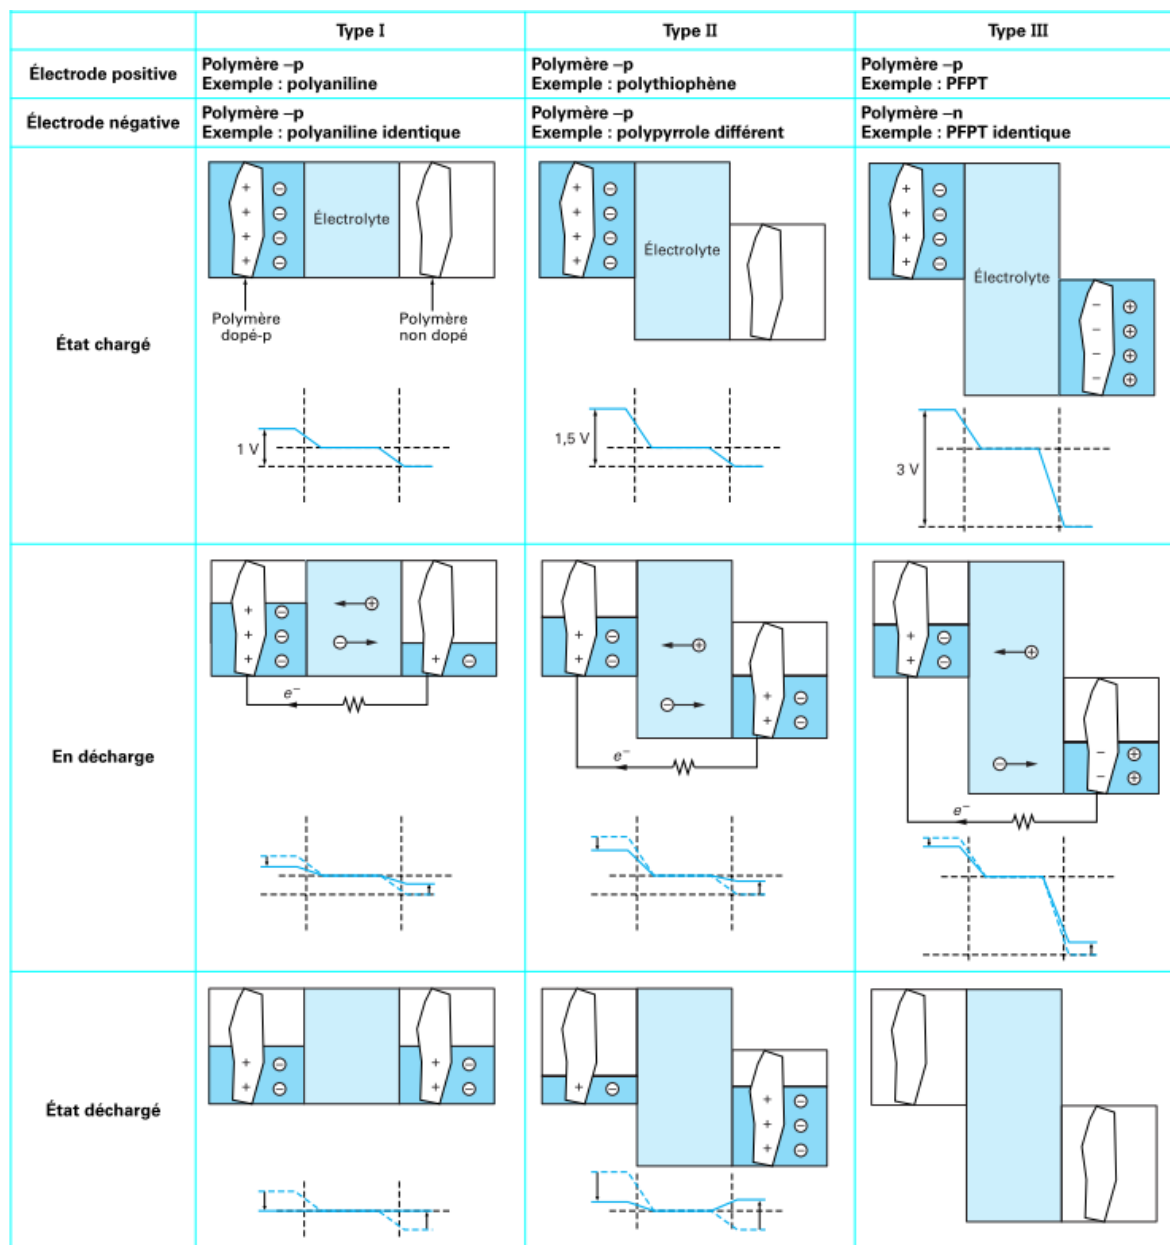 Type I
Type II
Type III
Électrode positive
Polymère –p
Exemple : polyaniline
Polymère –p
Exemple : polythiophène
Polymère –p
Exemple : PFPT
Électrode négative
Polymère –p
Exemple : polyaniline identique
Polymère –p
Exemple : polypyrrole différent
Polymère –n
Exemple : PFPT identique
État chargé
+ −
+ −
+ −
+ −
Électrolyte
Polymère
dopé-p
Polymère
non dopé
1 V
+ −
+ −
+ −
+ −
Électrolyte
1,5 V
+ −
+ −
+ −
+ −
Électrolyte
− +
− +
− +
− +
3 V
En décharge
+ −
+ −
+ −
+
−
+ −
e−
+ −
+ −
+
−
+ −
+ −
e−
+ −
+ −
+
−
− +
− +
e−
État déchargé
+ −
+ −
+ −
+ −
+ −
+ −
+ −
+ −